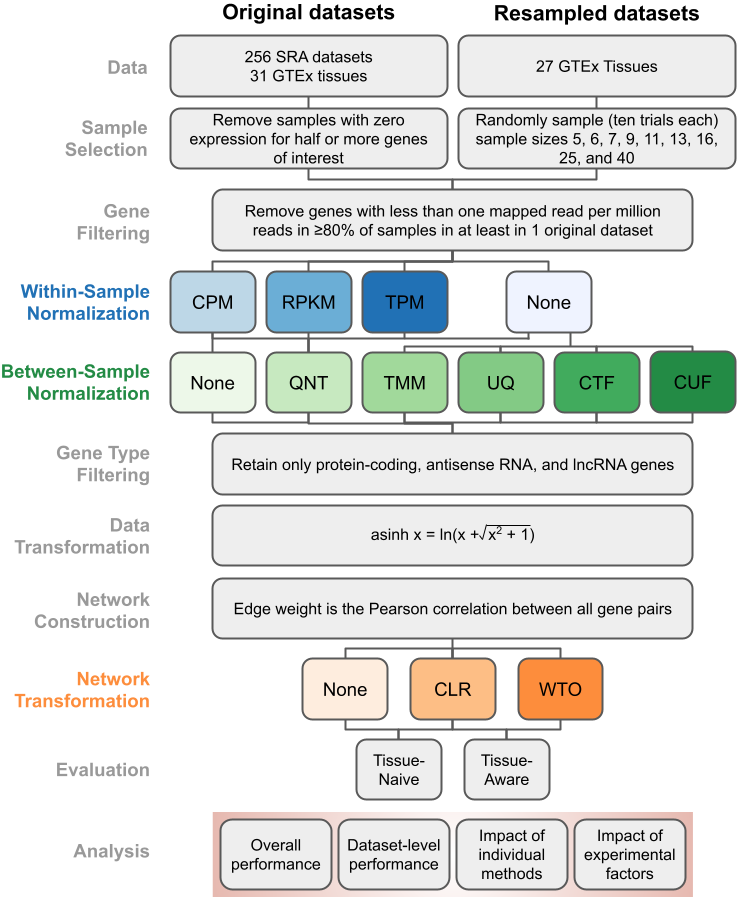 Original datasets
Resampled datasets
Data
256 SRA datasets
31 GTEx tissues
27 GTEx Tissues
Sample
Selection
Remove samples with zero
expression for half or more genes
of interest
Randomly sample (ten trials each)
sample sizes 5, 6, 7, 9, 11, 13, 16,
25, and 40
Gene
Filtering
Remove genes with less than one mapped read per million
reads in ≥80% of samples in at least in 1 original dataset
Within-Sample
Normalization
CPM
RPKM
TPM
None
Between-Sample
Normalization
None
QNT
TMM
UQ
CTF
CUF
Gene Type
Filtering
Retain only protein-coding, antisense RNA, and lncRNA genes
Data
Transformation
asinh x = ln(x +√x² + 1)
Network
Construction
Edge weight is the Pearson correlation between all gene pairs
Network
Transformation
None
CLR
WTO
Evaluation
Tissue-
Naive
Tissue-
Aware
Analysis
Overall
performance
Dataset-level
performance
Impact of
individual
methods
Impact of
experimental
factors